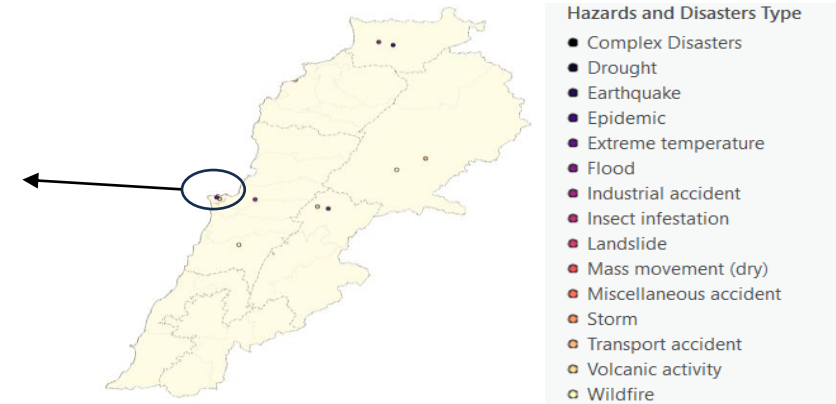 Hazards and Disasters Type
Complex Disasters
Drought
Earthquake
Epidemic
Extreme temperature
Flood
Industrial accident
Insect infestation
Landslide
Mass movement (dry)
Miscellaneous accident
Storm
Transport accident
Volcanic activity
Wildfire